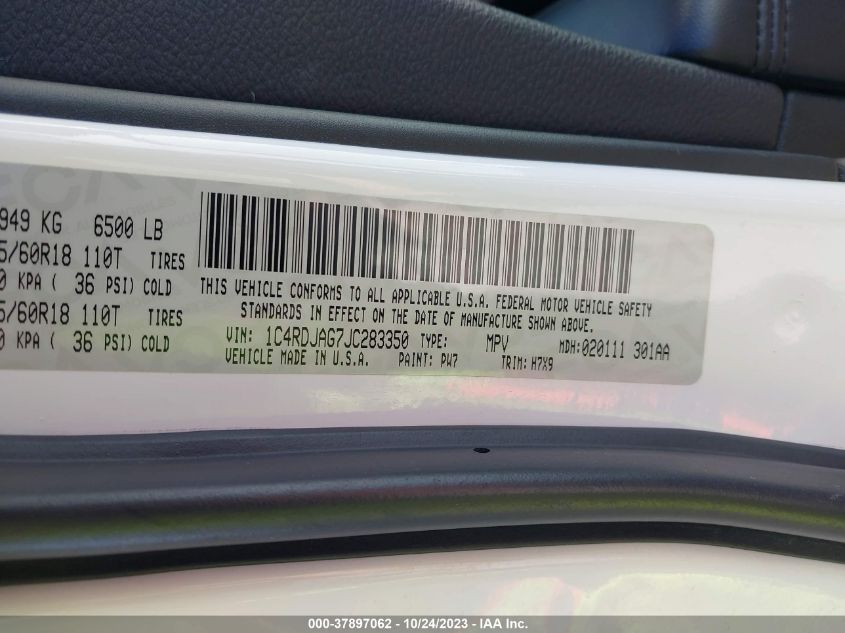 949 KG 6500 LB
5/60R18 110T TIRES
0 KPA ( 36 PSI) COLD
5/60R18 110T TIRES
0 KPA ( 36 PSI) COLD
THIS VEHICLE CONFORMS TO ALL APPLICABLE U.S.A. FEDERAL MOTOR VEHICLE SAFETY
STANDARDS IN EFFECT ON THE DATE OF MANUFACTURE SHOWN ABOVE.
VIN: 1C4RDJAG7JC283350 TYPE: MPV MDH:020111 301AA
VEHICLE MADE IN U.S.A. PAINT: PW7 TRIM: H7X9
000-37897062 - 10/24/2023 - IAA Inc.